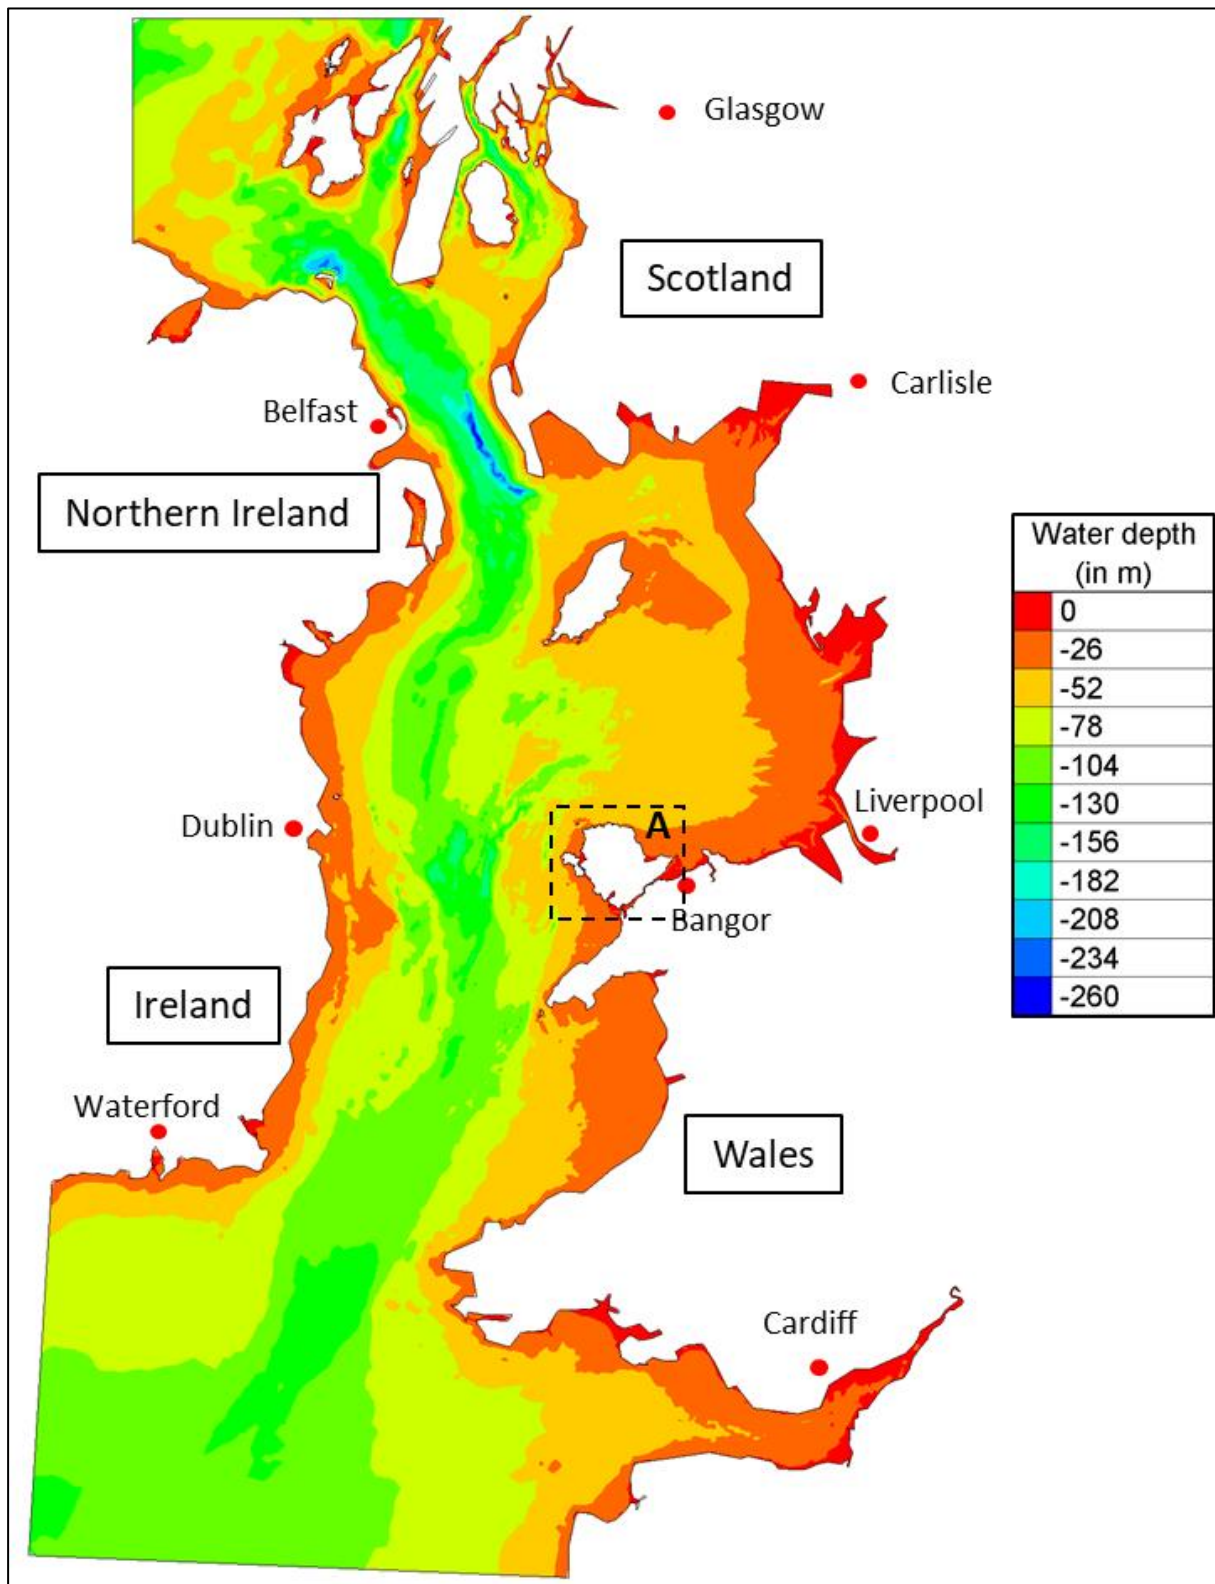 Glasgow
Scotland
Carlisle
Belfast
Northern Ireland
Water depth
(in m)
0
-26
-52
-78
-104
-130
-156
-182
-208
-234
-260
Liverpool
Dublin
A
Bangor
Ireland
Waterford
Wales
Cardiff